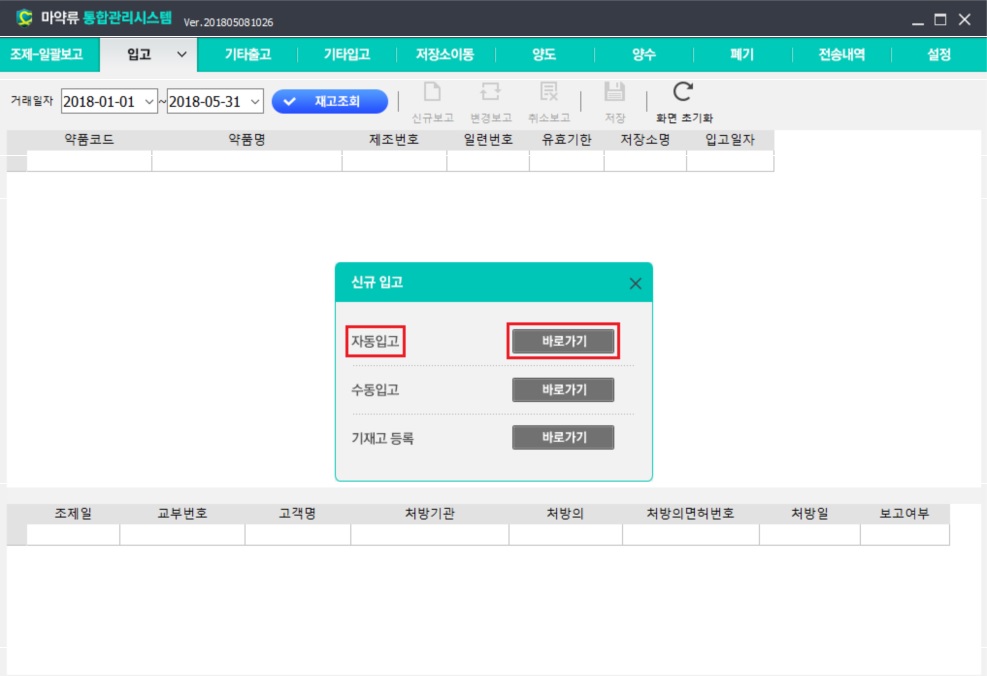 마약류 통합관리시스템 Ver.201805081026
조제-일괄보고 입고 기타출고 기타입고 저장소이동 양도 양수 폐기 전송내역 설정
거래일자 2018-01-01 ~ 2018-05-31 재고조회 신규보고 변경보고 취소보고 저장 화면 초기화
약품코드 약품명 제조번호 일련번호 유효기한 저장소명 입고일자
신규 입고
자동입고 바로가기
수동입고 바로가기
기재고 등록 바로가기
조제일 교부번호 고객명 처방기관 처방의 처방의면허번호 처방일 보고여부